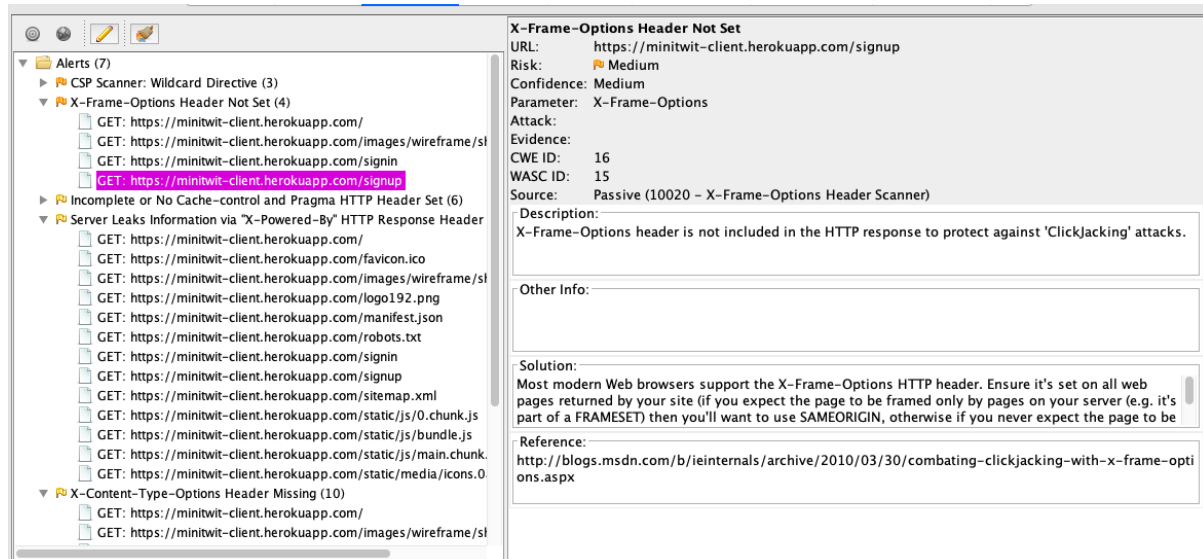 Alerts (7)
CSP Scanner: Wildcard Directive (3)
X-Frame-Options Header Not Set (4)
GET: https://minitwit-client.herokuapp.com/
GET: https://minitwit-client.herokuapp.com/images/wireframe/sh
GET: https://minitwit-client.herokuapp.com/signin
GET: https://minitwit-client.herokuapp.com/signup
Incomplete or No Cache-control and Pragma HTTP Header Set (6)
Server Leaks Information via "X-Powered-By" HTTP Response Header
GET: https://minitwit-client.herokuapp.com/
GET: https://minitwit-client.herokuapp.com/favicon.ico
GET: https://minitwit-client.herokuapp.com/images/wireframe/sh
GET: https://minitwit-client.herokuapp.com/logo192.png
GET: https://minitwit-client.herokuapp.com/manifest.json
GET: https://minitwit-client.herokuapp.com/robots.txt
GET: https://minitwit-client.herokuapp.com/signin
GET: https://minitwit-client.herokuapp.com/signup
GET: https://minitwit-client.herokuapp.com/sitemap.xml
GET: https://minitwit-client.herokuapp.com/static/js/0.chunk.js
GET: https://minitwit-client.herokuapp.com/static/js/bundle.js
GET: https://minitwit-client.herokuapp.com/static/js/main.chunk.
GET: https://minitwit-client.herokuapp.com/static/media/icons.0
X-Content-Type-Options Header Missing (10)
GET: https://minitwit-client.herokuapp.com/
GET: https://minitwit-client.herokuapp.com/images/wireframe/sh
X-Frame-Options Header Not Set
URL: https://minitwit-client.herokuapp.com/signup
Risk: Medium
Confidence: Medium
Parameter: X-Frame-Options
Attack:
Evidence:
CWE ID: 16
WASC ID: 15
Source: Passive (10020 - X-Frame-Options Header Scanner)
Description:
X-Frame-Options header is not included in the HTTP response to protect against 'ClickJacking' attacks.
Other Info:
Solution:
Most modern Web browsers support the X-Frame-Options HTTP header. Ensure it's set on all web
pages returned by your site (if you expect the page to be framed only by pages on your server (e.g. it's
part of a FRAMESET) then you'll want to use SAMEORIGIN, otherwise if you never expect the page to be
Reference:
http://blogs.msdn.com/b/ieinternals/archive/2010/03/30/combating-clickjacking-with-x-frame-opti
ons.aspx